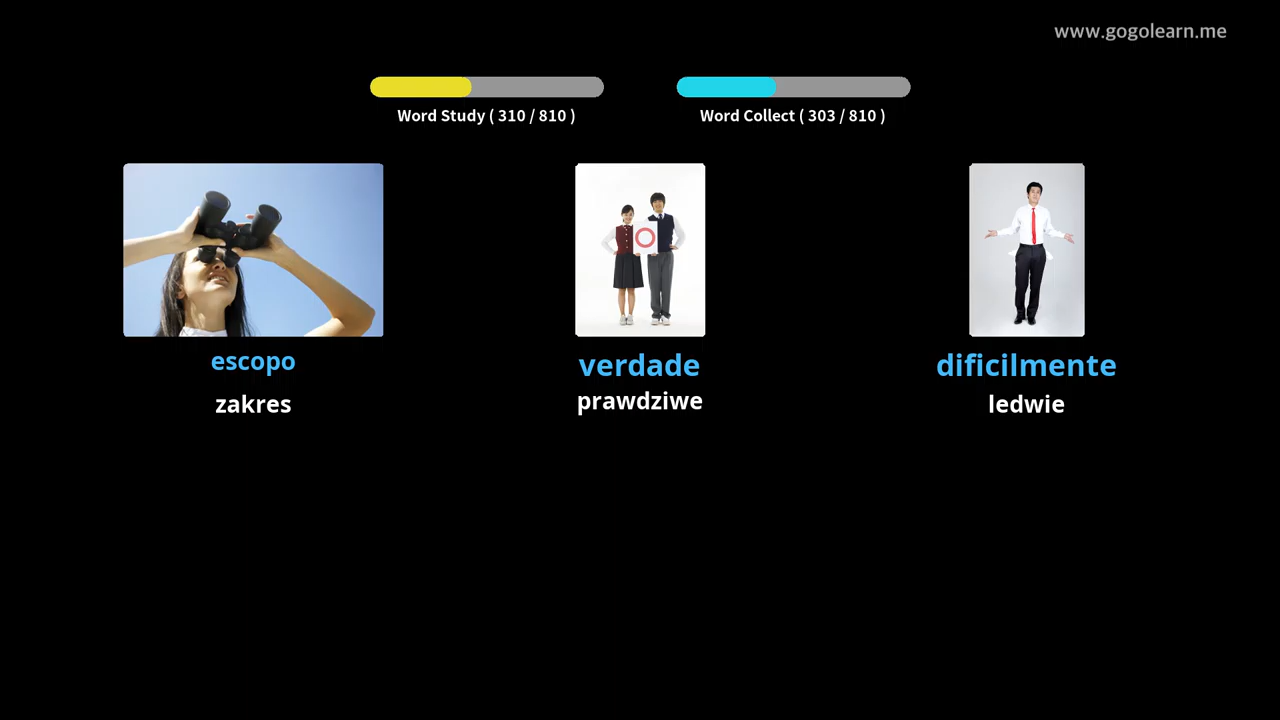 www.gogolearn.me
Word Study ( 310 / 810 )
Word Collect ( 303 / 810 )
escopo
verdade
dificilmente
zakres
prawdziwe
ledwie